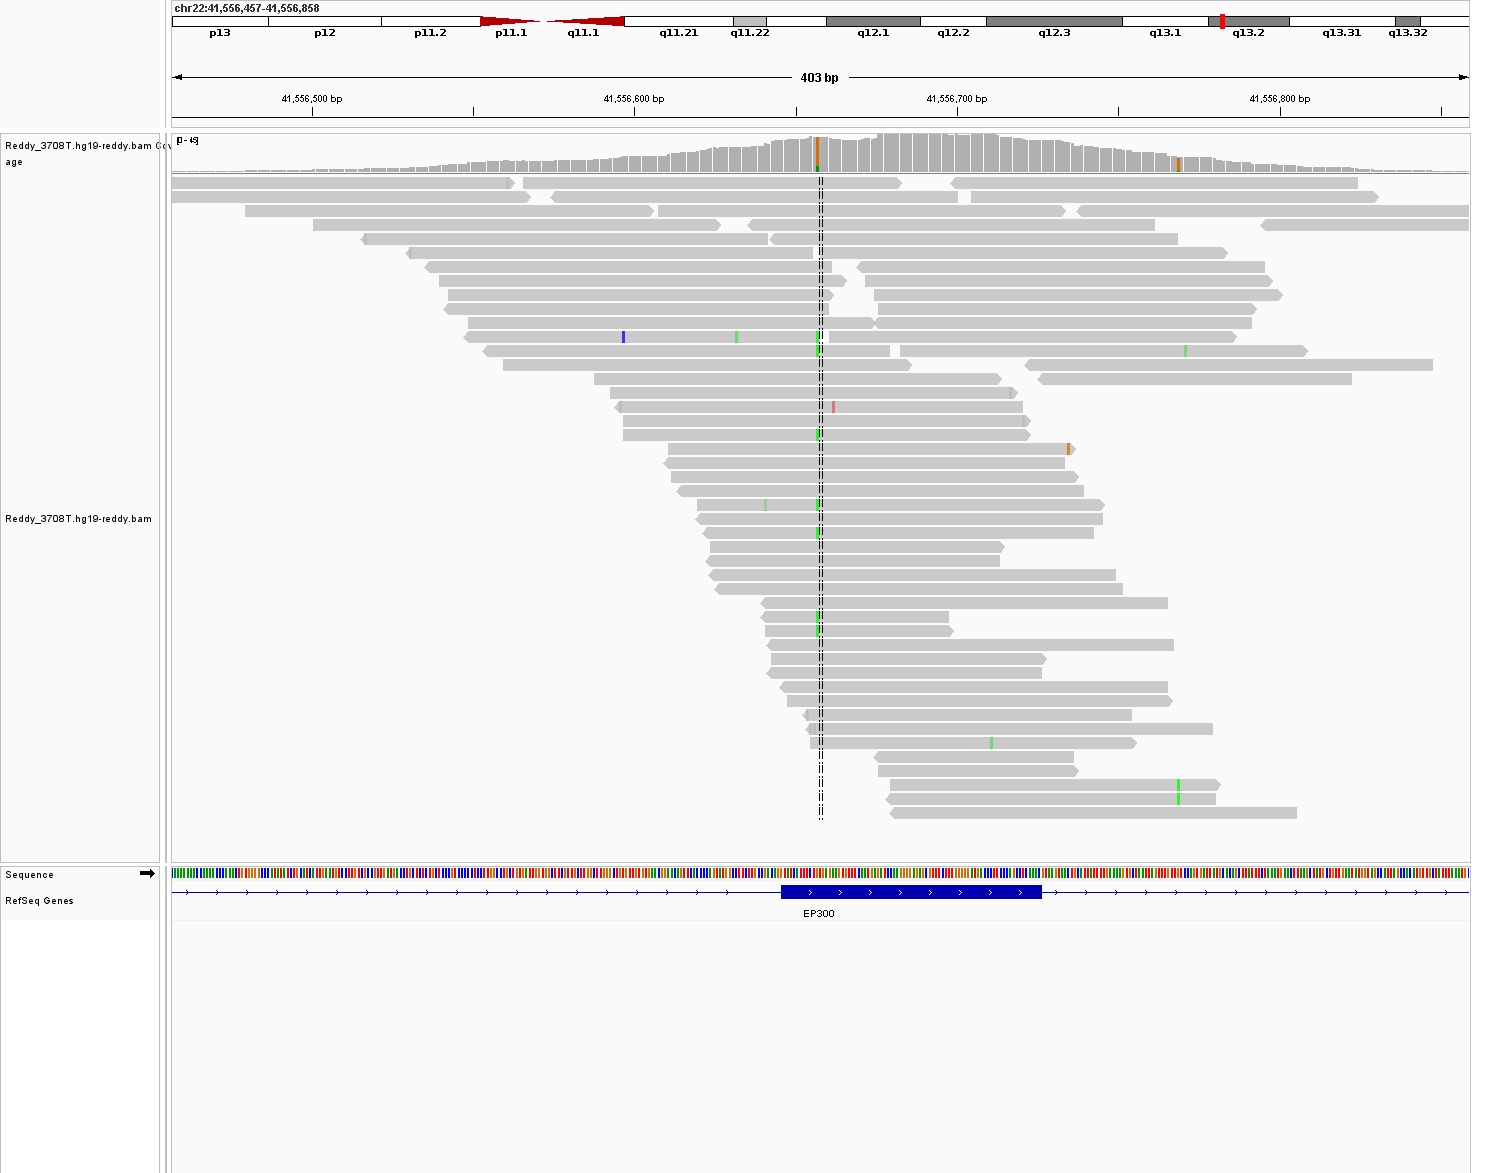 chr22:41,556,457-41,556,858
p13 p12 p11.2 p11.1 q11.1 q11.21 q11.22 q12.1 q12.2 q12.3 q13.1 q13.2 q13.31 q13.32
403 bp
41,556,500 bp 41,556,600 bp 41,556,700 bp 41,556,800 bp
Reddy_3708T.hg19-reddy.bam Cov
age
Reddy_3708T.hg19-reddy.bam
Sequence
RefSeq Genes
EP300